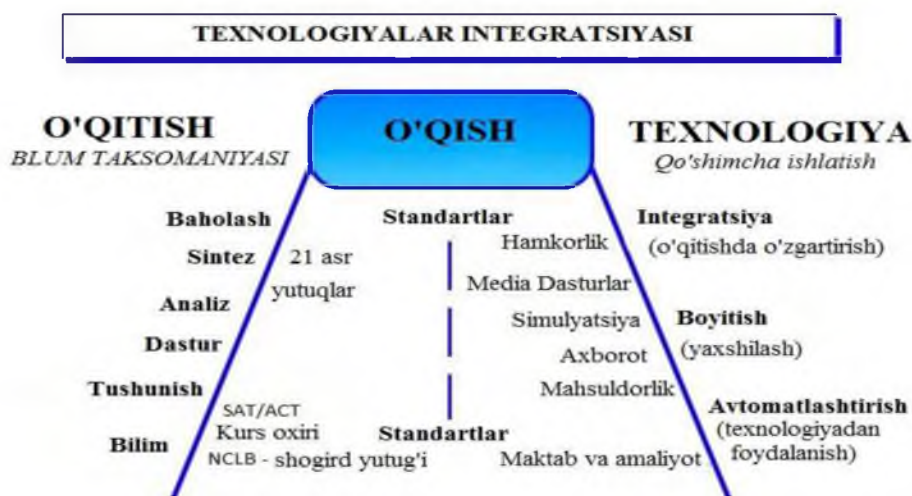 TEXNOLOGIYALAR INTEGRATSIYASI
O'QITISH
BLUM TAKSOMANIYASI
O'QISH
TEXNOLOGIYA
Qo'shimcha ishlatish
Baholash
Sintez
Analiz
Dastur
Tushunish
Bilim
21 asr
yutuqlar
SAT/ACT
Kurs oxiri
NCLB - shogird yutug'i
Standartlar
Standartlar
Hamkorlik
Media Dasturlar
Simulyatsiya
Axborot
Mahsuldorlik
Maktab va amaliyot
Integratsiya
(o'qitishda o'zgartirish)
Boyitish
(yaxshilash)
Avtomatlashtirish
(texnologiyadan
foydalanish)